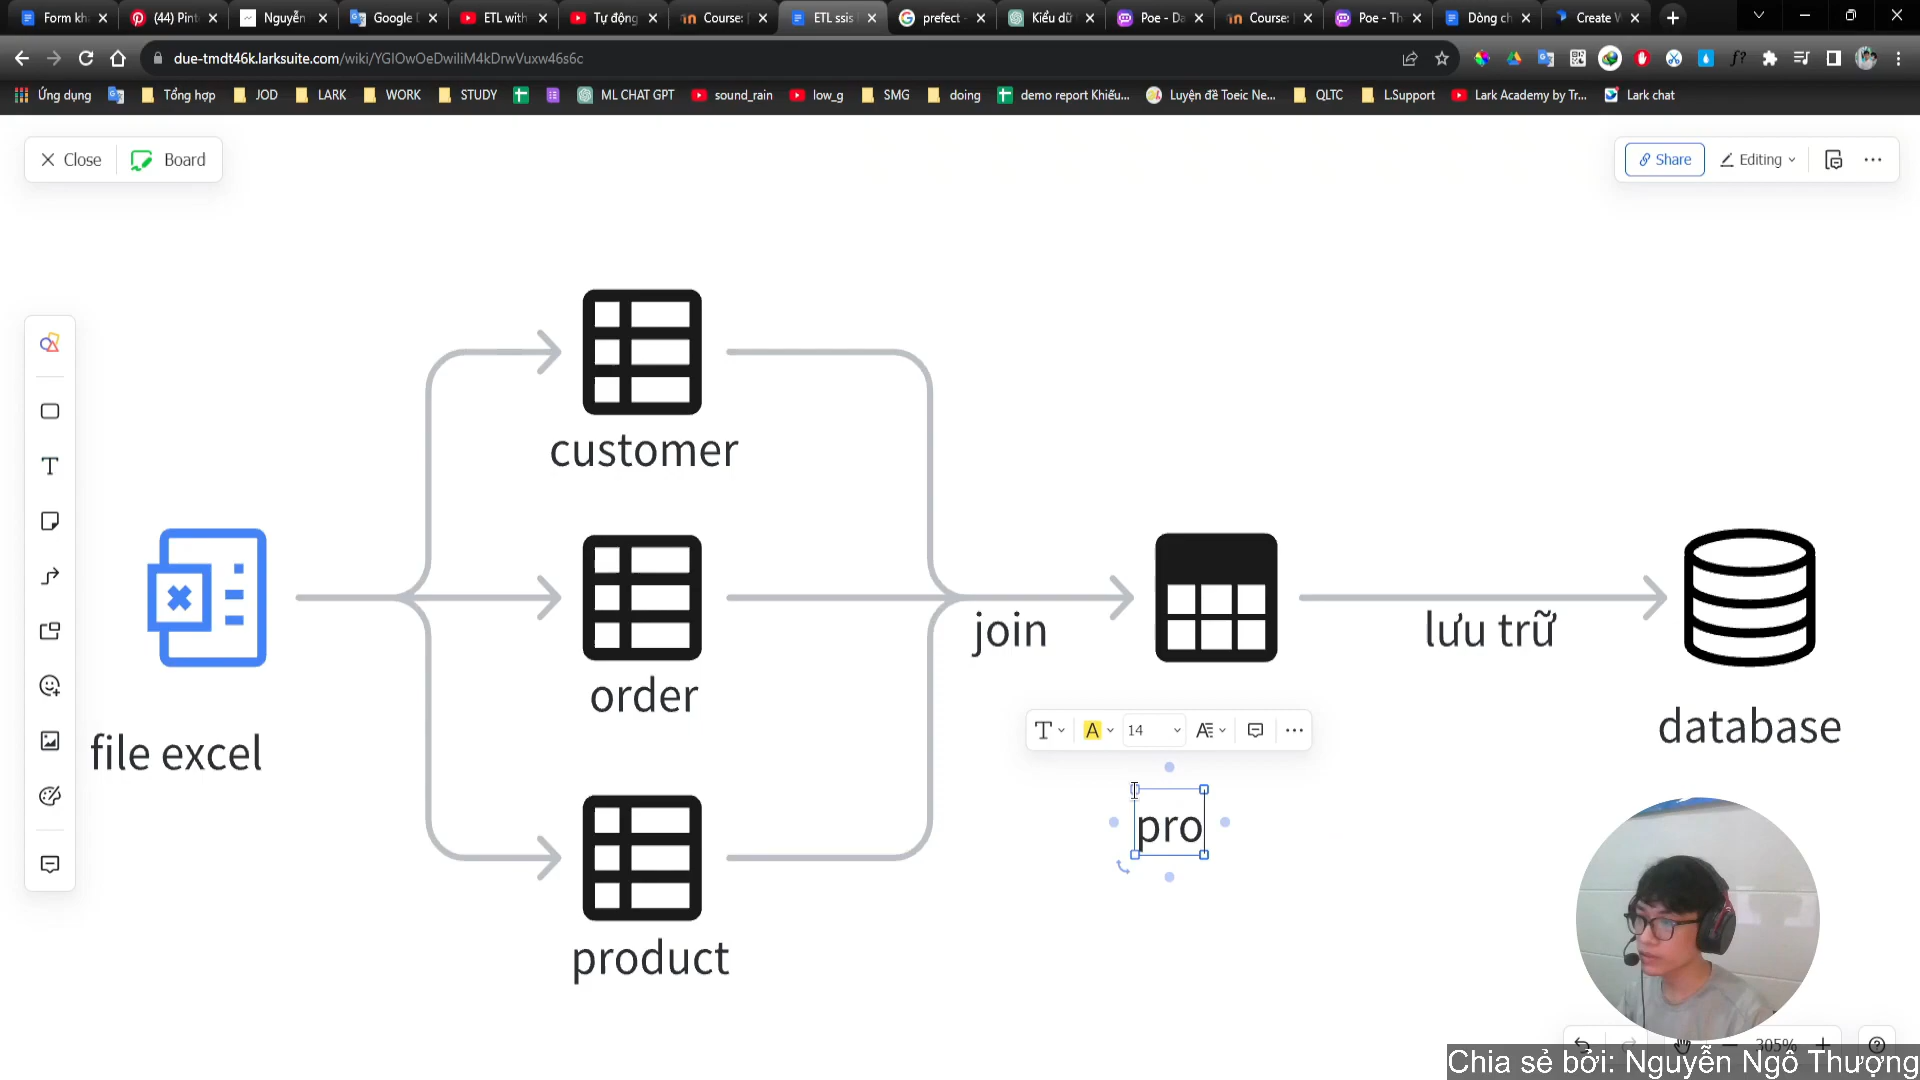 Form kh
(44) Pint
Nguyễn
Google
ETL with
Tự động
Course:
ETL ssis
prefect -
Kiểu dữ
Poe - Da
Course:
Poe - Th
Dòng ch
Create V
due-tmdt46k.larksuite.com/wiki/YGIOwOeDwiliiM4kDrwVuxw46s6c
Ứng dụng
Tổng hợp
JOD
LARK
WORK
STUDY
ML CHAT GPT
sound_rain
low_g
SMG
doing
demo report Khiếu...
Luyện đề Toeic Ne...
QLTC
L.Support
Lark Academy by Tr...
Lark chat
Close
Board
Share
Editing
customer
order
product
file excel
join
lưu trữ
database
14
pro
305%
Chia sẻ bởi: Nguyễn Ngô Thượng